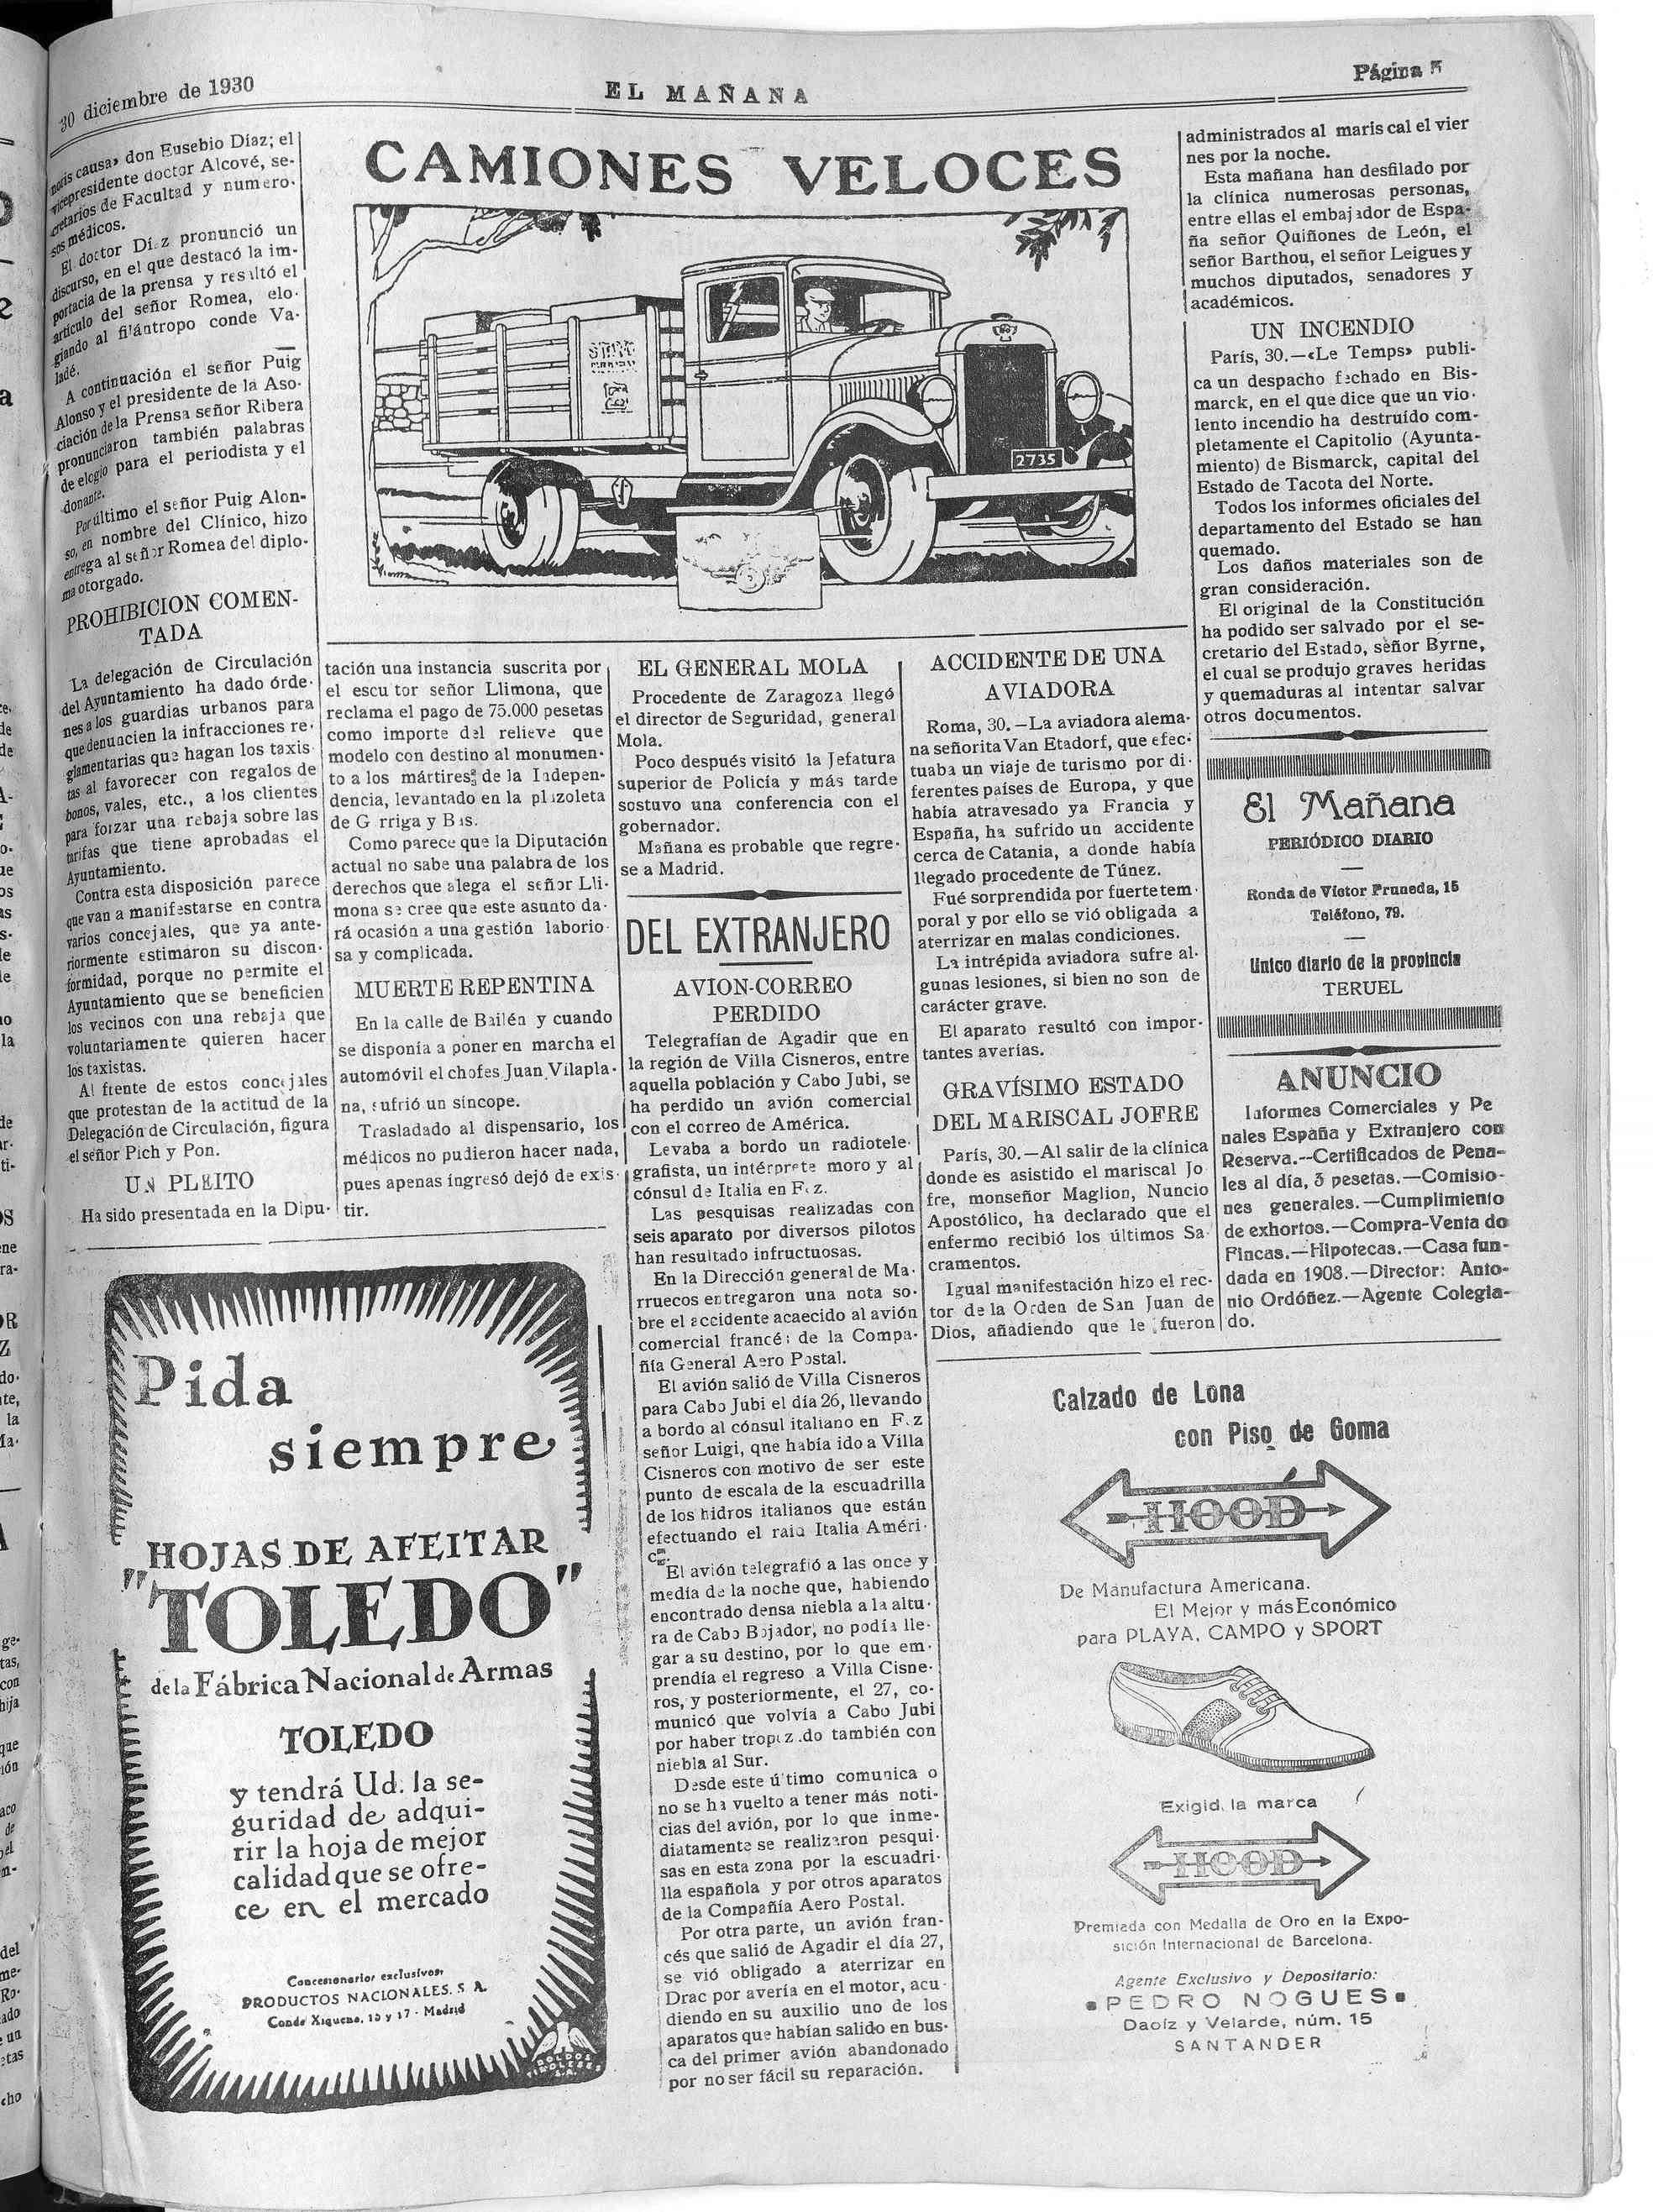 30 diciembre de 1930
EL MAÑANA
Página 5
noris causa» don Eusebio Díaz; el
vicepresidente doctor Alcové, se-
cretarios de Facultad y numero-
sos médicos.
El doctor Díaz pronunció un
discurso, en el que destacó la im-
portacia de la prensa y resaltó el
artículo del señor Romea, elo-
giando al filántropo conde Va-
ladé.
A continuación el señor Puig
Alonso y el presidente de la Aso-
ciación de la Prensa señor Ribera
pronunciaron también palabras
de elogio para el periodista y el
donante.
Por último el señor Puig Alon-
so, en nombre del Clínico, hizo
entrega al señor Romea del diplo-
ma otorgado.
PROHIBICION COMEN-
TADA
La delegación de Circulación
del Ayuntamiento ha dado órde-
nes a los guardias urbanos para
que denuncien la infracciones re-
glamentarias que hagan los taxis-
tas al favorecer con regalos de
bonos, vales, etc., a los clientes
para forzar una rebaja sobre las
tarifas que tiene aprobadas el
Ayuntamiento.
Contra esta disposición parece
que van a manifestarse en contra
varios concejales, que ya ante-
riormente estimaron su discon-
formidad, porque no permite el
Ayuntamiento que se beneficien
los vecinos con una rebaja que
voluntariamente quieren hacer
los taxistas.
Al frente de estos concejales
que protestan de la actitud de la
Delegación de Circulación, figura
el señor Pich y Pon.
UN PLEITO
Ha sido presentada en la Dipu-
CAMIONES VELOCES
2735
tación una instancia suscrita por
el escultor señor Llimona, que
reclama el pago de 75.000 pesetas
como importe del relieve que
modelo con destino al monumen-
to a los mártires de la Indepen-
dencia, levantado en la plazoleta
de Garriga y Bas.
Como parece que la Diputación
actual no sabe una palabra de los
derechos que alega el señor Lli-
mona se cree que este asunto da-
rá ocasión a una gestión laborio-
sa y complicada.
MUERTE REPENTINA
En la calle de Bailén y cuando
se disponía a poner en marcha el
automóvil el chofes Juan Vilapla-
na, sufrió un síncope.
Trasladado al dispensario, los
médicos no pudieron hacer nada,
pues apenas ingresó dejó de exis-
tir.
EL GENERAL MOLA
Procedente de Zaragoza llegó
el director de Seguridad, general
Mola.
Poco después visitó la Jefatura
superior de Policía y más tarde
sostuvo una conferencia con el
gobernador.
Mañana es probable que regre-
se a Madrid.
DEL EXTRANJERO
AVION-CORREO
PERDIDO
Telegrafían de Agadir que en
la región de Villa Cisneros, entre
aquella población y Cabo Jubi, se
ha perdido un avión comercial
con el correo de América.
Levaba a bordo un radiotele-
grafista, un intérprete moro y al
cónsul de Italia en Fez.
Las pesquisas realizadas con
seis aparato por diversos pilotos
han resultado infructuosas.
En la Dirección general de Ma-
rruecos entregaron una nota so-
bre el accidente acaecido al avión
comercial francés de la Compa-
ñía General Aero Postal.
El avión salió de Villa Cisneros
para Cabo Jubi el día 26, llevando
a bordo al cónsul italiano en Fez
señor Luigi, qne había ido a Villa
Cisneros con motivo de ser este
punto de escala de la escuadrilla
de los hidros italianos que están
efectuando el raid Italia Améri-
ca.
El avión telegrafió a las once y
media de la noche que, habiendo
encontrado densa niebla a la altu-
ra de Cabo Bojador, no podía lle-
gar a su destino, por lo que em-
prendía el regreso a Villa Cisne-
ros, y posteriormente, el 27, co-
municó que volvía a Cabo Jubi
por haber tropezado también con
niebla al Sur.
Desde este último comunica o
no se ha vuelto a tener más noti-
cias del avión, por lo que inme-
diatamente se realizaron pesqui-
sas en esta zona por la escuadri-
lla española y por otros aparatos
de la Compañía Aero Postal.
Por otra parte, un avión fran-
cés que salió de Agadir el día 27,
se vió obligado a aterrizar en
Drac por avería en el motor, acu-
diendo en su auxilio uno de los
aparatos que habían salido en bus-
ca del primer avión abandonado
por no ser fácil su reparación.
ACCIDENTE DE UNA
AVIADORA
Roma, 30.—La aviadora alema-
na señorita Van Etadorf, que efec-
tuaba un viaje de turismo por di-
ferentes países de Europa, y que
había atravesado ya Francia y
España, ha sufrido un accidente
cerca de Catania, a donde había
llegado procedente de Túnez.
Fué sorprendida por fuerte tem-
poral y por ello se vió obligada a
aterrizar en malas condiciones.
La intrépida aviadora sufre al-
gunas lesiones, si bien no son de
carácter grave.
El aparato resultó con impor-
tantes averías.
GRAVÍSIMO ESTADO
DEL MARISCAL JOFRE
París, 30.—Al salir de la clínica
donde es asistido el mariscal Jo
fre, monseñor Maglion, Nuncio
Apostólico, ha declarado que el
enfermo recibió los últimos Sa-
cramentos.
Igual manifestación hizo el rec-
tor de la Orden de San Juan de
Dios, añadiendo que le fueron
administrados al mariscal el vier
nes por la noche.
Esta mañana han desfilado por
la clínica numerosas personas,
entre ellas el embajador de Espa-
ña señor Quiñones de León, el
señor Barthou, el señor Leigues y
muchos diputados, senadores y
académicos.
UN INCENDIO
París, 30.—«Le Temps» publi-
ca un despacho fechado en Bis-
marck, en el que dice que un vio-
lento incendio ha destruído com-
pletamente el Capitolio (Ayunta-
miento) de Bismarck, capital del
Estado de Tacota del Norte.
Todos los informes oficiales del
departamento del Estado se han
quemado.
Los daños materiales son de
gran consideración.
El original de la Constitución
ha podido ser salvado por el se-
cretario del Estado, señor Byrne,
el cual se produjo graves heridas
y quemaduras al intentar salvar
otros documentos.
El Mañana
PERIÓDICO DIARIO
Ronda de Víctor Pruneda, 15
Teléfono, 79.
Unico diario de la provincia
TERUEL
ANUNCIO
Informes Comerciales y Pe
nales España y Extranjero con
Reserva.--Certificados de Pena-
les al día, 3 pesetas.—Comisio-
nes generales.—Cumplimiento
de exhortos.—Compra-Venta do
Fincas.—Hipotecas.—Casa fun-
dada en 1908.—Director: Anto-
nio Ordóñez.—Agente Colegia-
do.
Pida
siempre
HOJAS DE AFEITAR
"TOLEDO"
de la Fábrica Nacional de Armas
TOLEDO
y tendrá Ud. la se-
guridad de adqui-
rir la hoja de mejor
calidad que se ofre-
ce en el mercado
Concesionarios exclusivos,
PRODUCTOS NACIONALES. S. A.
Conde Xiquena, 15 y 17 - Madrid
Calzado de Lona
con Piso de Goma
HOOD
De Manufactura Americana.
El Mejor y más Económico
para PLAYA, CAMPO y SPORT
Exigid la marca
HOOD
Premiada con Medalla de Oro en la Expo-
sición Internacional de Barcelona.
Agente Exclusivo y Depositario:
PEDRO NOGUES
Daoíz y Velarde, núm. 15
SANTANDER